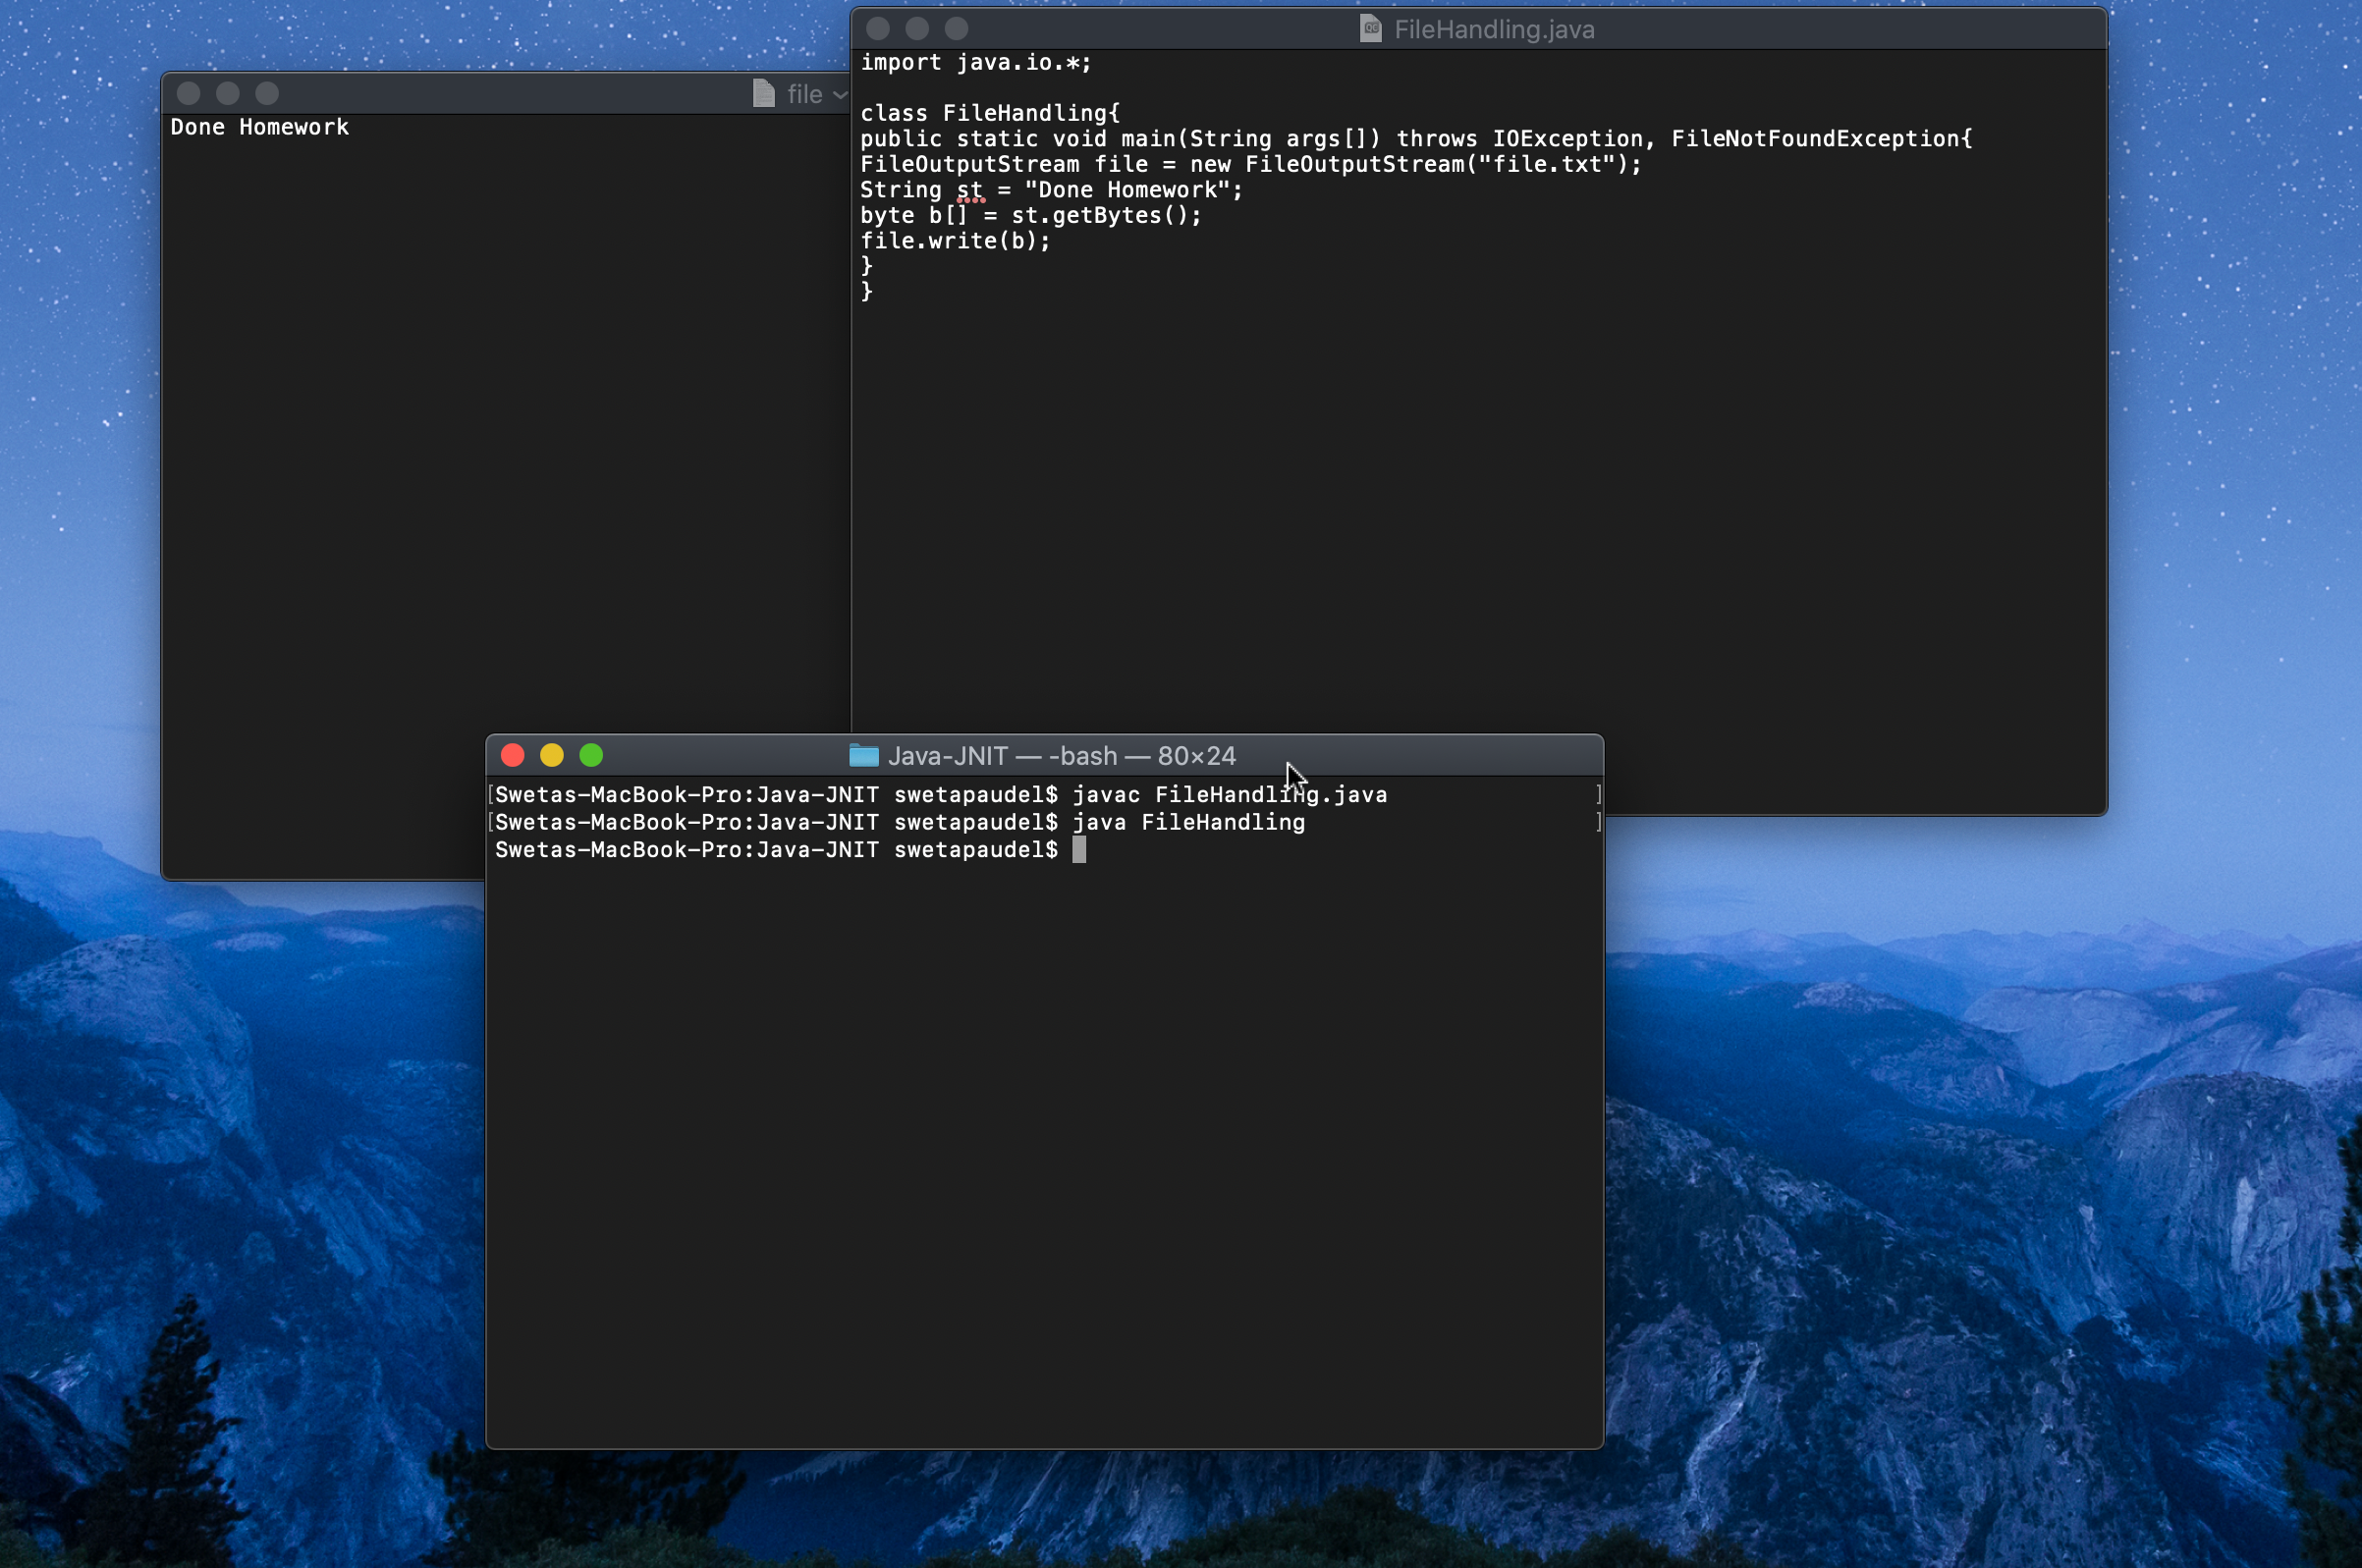 file
Done Homework
FileHandling.java
import java.io.*;
class FileHandling{
public static void main(String args[]) throws IOException, FileNotFoundException{
FileOutputStream file = new FileOutputStream("file.txt");
String st = "Done Homework";
byte b[] = st.getBytes();
file.write(b);
}
}
Java-JNIT — -bash — 80×24
[Swetas-MacBook-Pro:Java-JNIT swetapaudel$ javac FileHandling.java ]
[Swetas-MacBook-Pro:Java-JNIT swetapaudel$ java FileHandling ]
Swetas-MacBook-Pro:Java-JNIT swetapaudel$